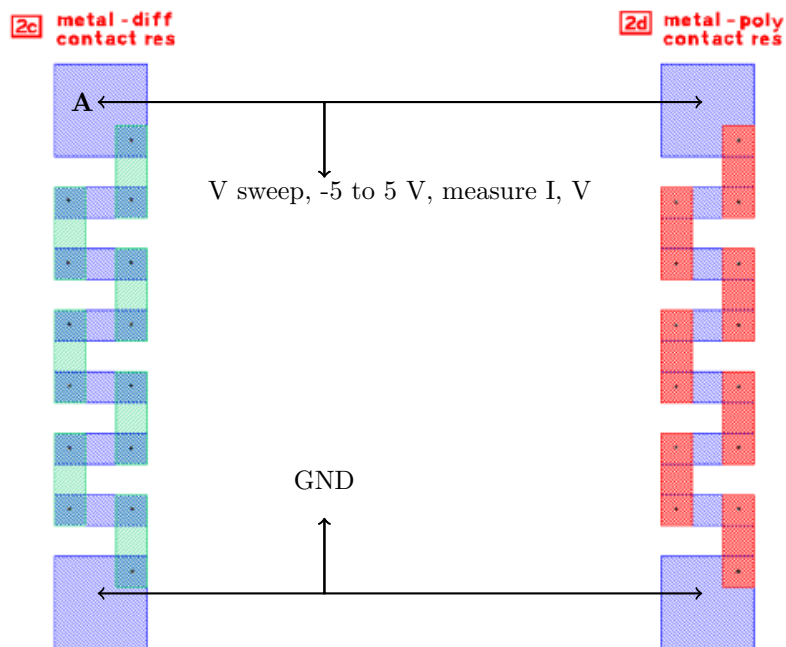 2c metal-diff
contact res
2d metal-poly
contact res
A
V sweep, -5 to 5 V, measure I, V
GND